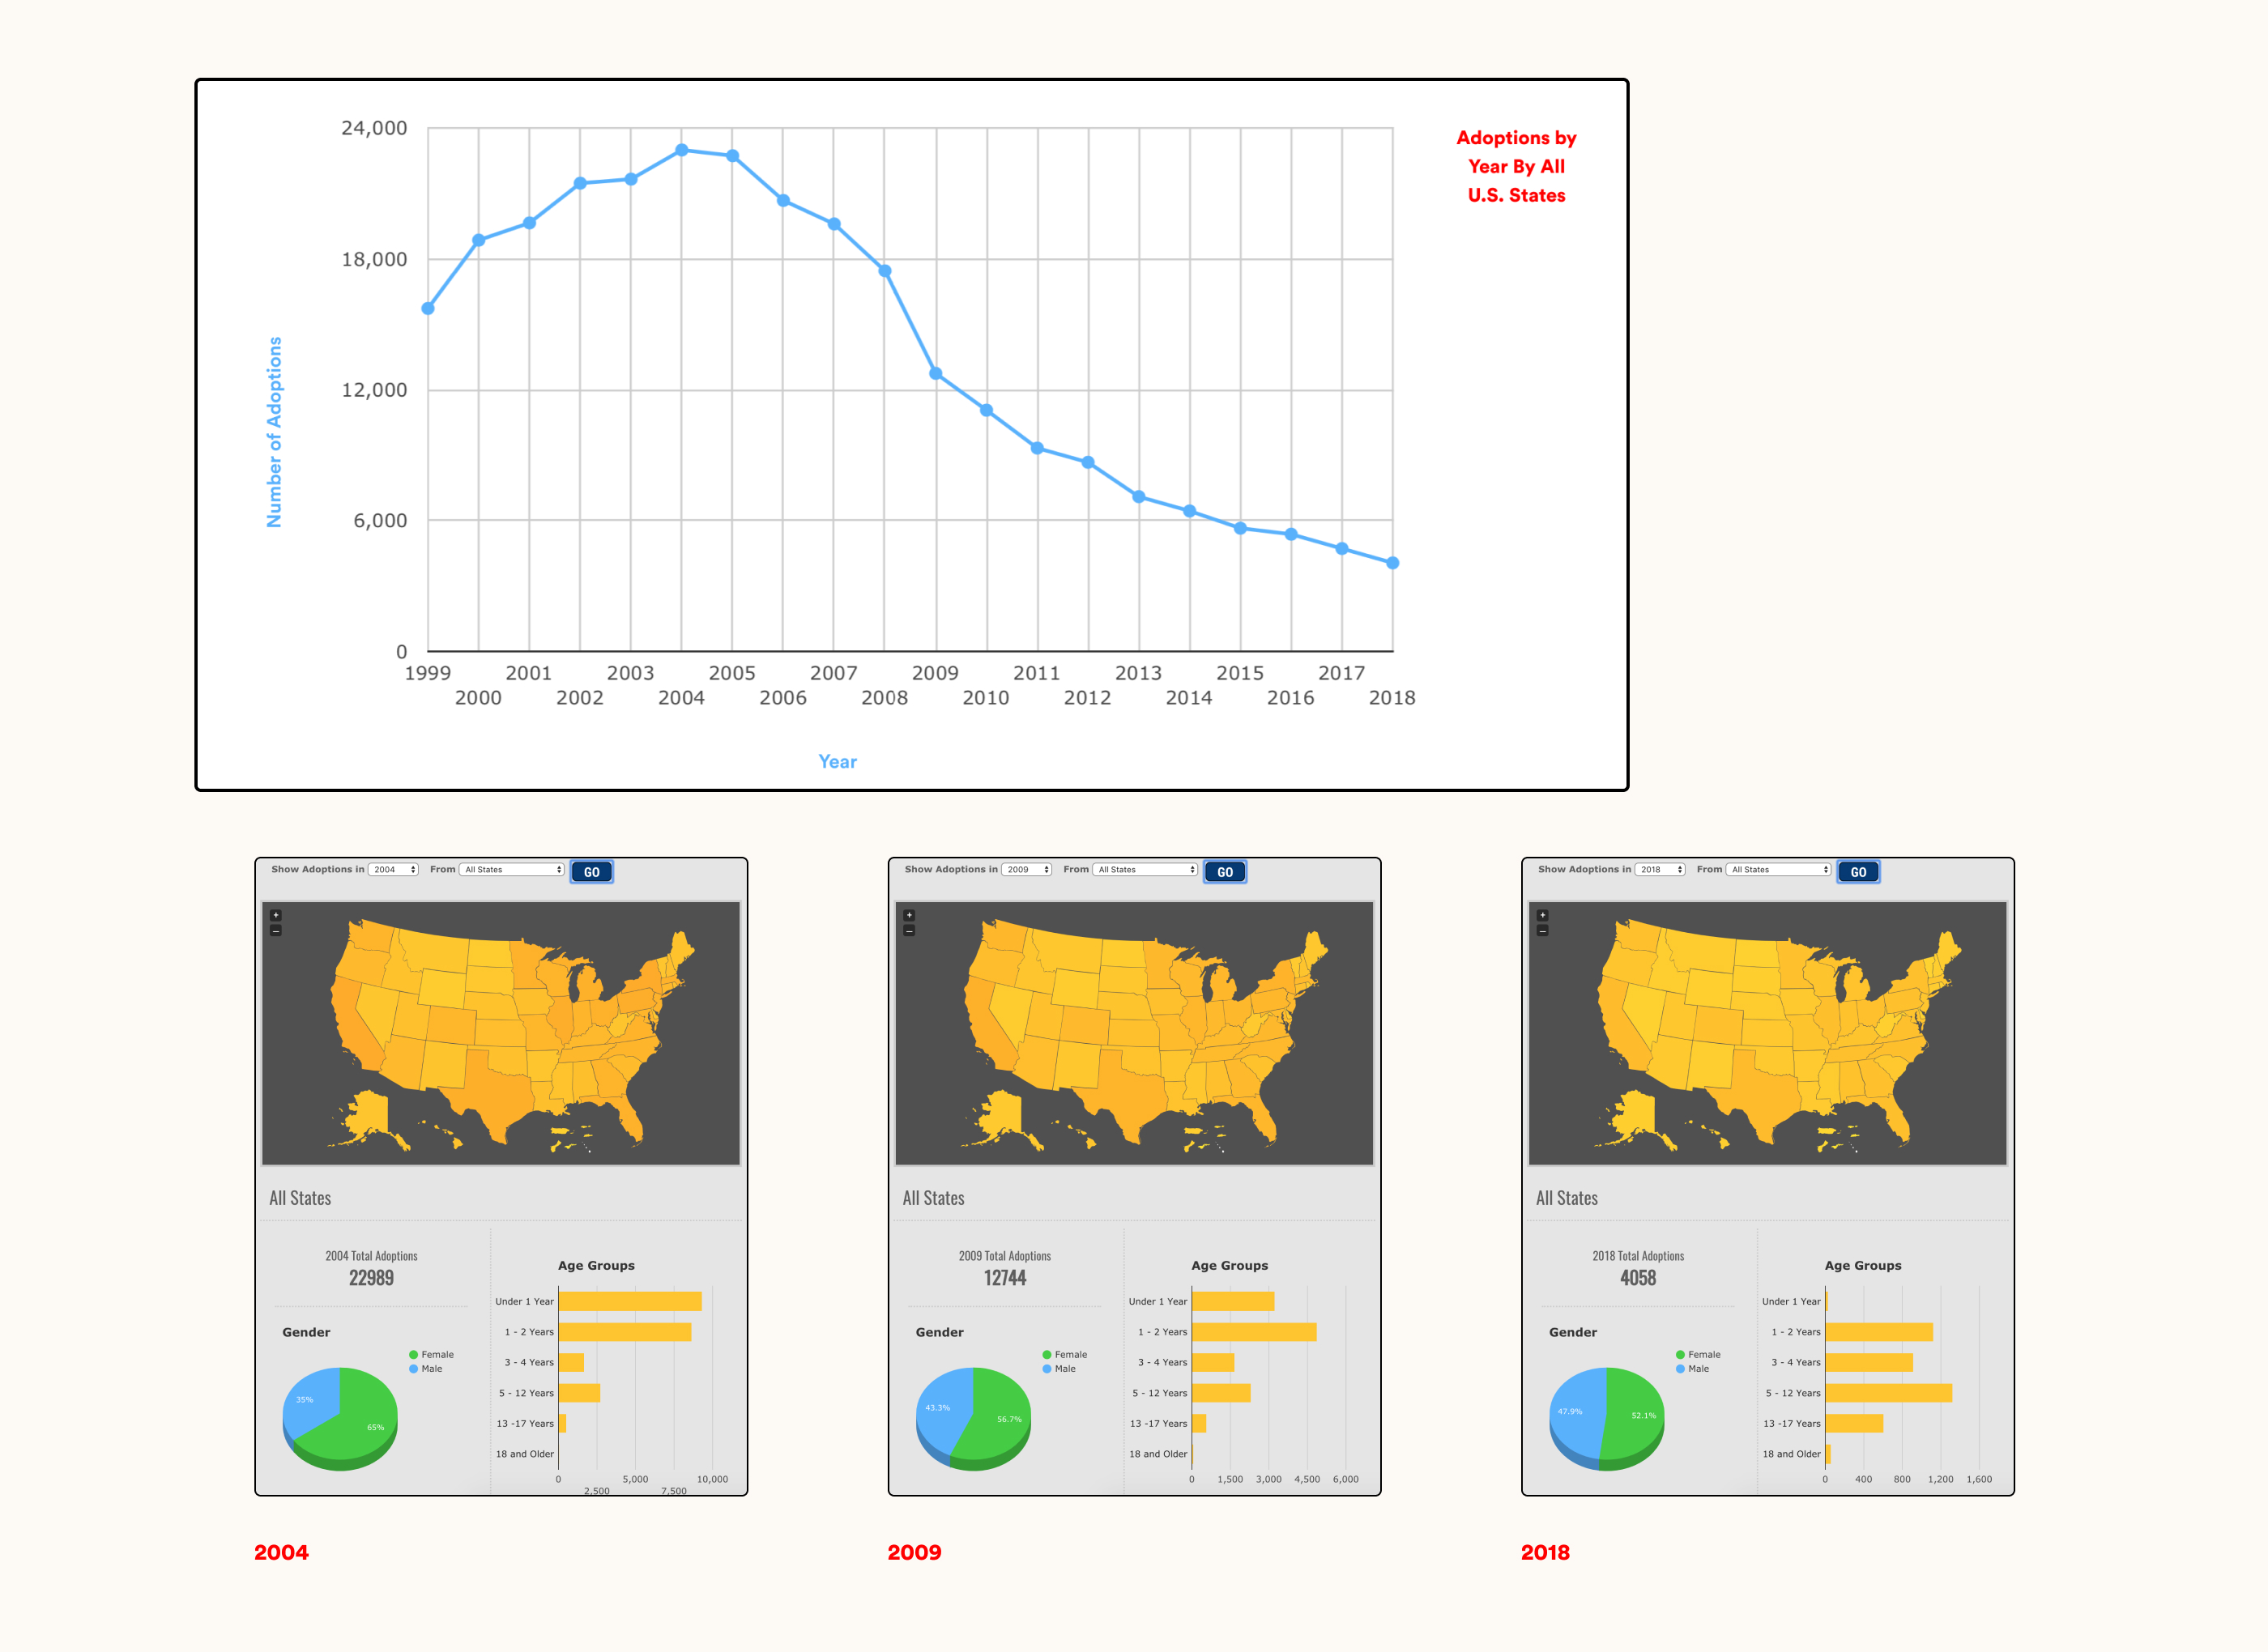 Adoptions by
Year By All
U.S. States
24,000
18,000
12,000
6,000
0
Number of Adoptions
1999 2001 2003 2005 2007 2009 2011 2013 2015 2017
2000 2002 2004 2006 2008 2010 2012 2014 2016 2018
Year
Show Adoptions in 2004 From All States GO
+
–
All States
2004 Total Adoptions
22989
Gender
Female
Male
35%
65%
Age Groups
Under 1 Year
1 - 2 Years
3 - 4 Years
5 - 12 Years
13 -17 Years
18 and Older
0 5,000 10,000
2,500 7,500
2004
Show Adoptions in 2009 From All States GO
+
–
All States
2009 Total Adoptions
12744
Gender
Female
Male
43.3%
56.7%
Age Groups
Under 1 Year
1 - 2 Years
3 - 4 Years
5 - 12 Years
13 -17 Years
18 and Older
0 1,500 3,000 4,500 6,000
2009
Show Adoptions in 2018 From All States GO
+
–
All States
2018 Total Adoptions
4058
Gender
Female
Male
47.9%
52.1%
Age Groups
Under 1 Year
1 - 2 Years
3 - 4 Years
5 - 12 Years
13 -17 Years
18 and Older
0 400 800 1,200 1,600
2018